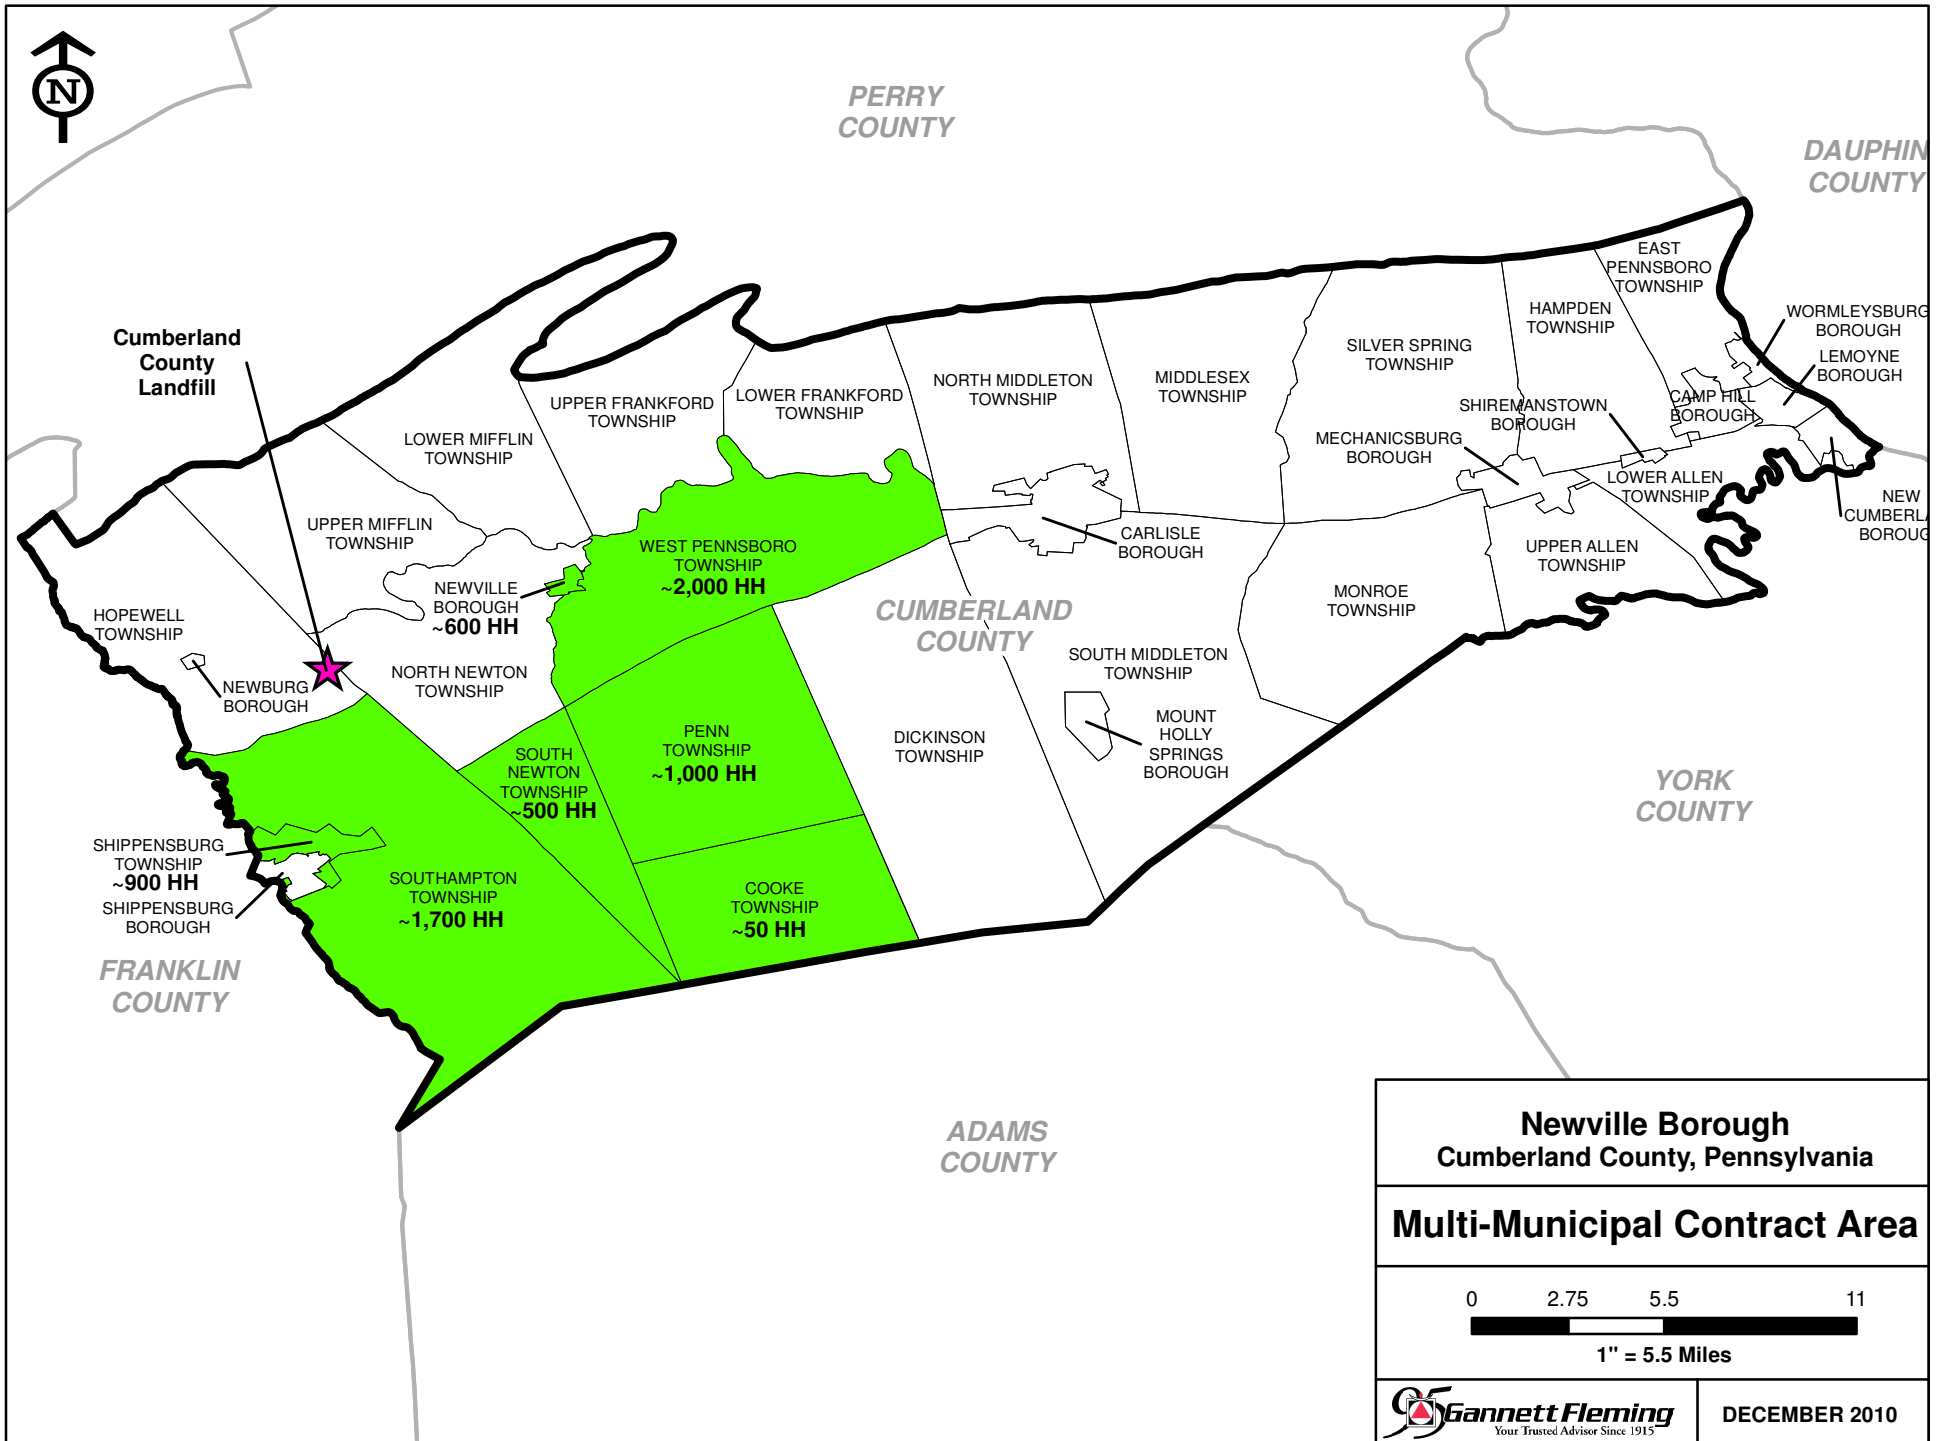 N
PERRY
COUNTY
DAUPHIN
COUNTY
EAST
PENNSBORO
TOWNSHIP
HAMPDEN
TOWNSHIP
WORMLEYSBURG
BOROUGH
LEMOYNE
BOROUGH
Cumberland
County
Landfill
SILVER SPRING
TOWNSHIP
MIDDLESEX
TOWNSHIP
NORTH MIDDLETON
TOWNSHIP
LOWER FRANKFORD
TOWNSHIP
UPPER FRANKFORD
TOWNSHIP
CAMP HILL
BOROUGH
SHIREMANSTOWN
BOROUGH
MECHANICSBURG
BOROUGH
LOWER MIFFLIN
TOWNSHIP
LOWER ALLEN
TOWNSHIP
NEW
CUMBERLA
BOROUG
UPPER MIFFLIN
TOWNSHIP
CARLISLE
BOROUGH
UPPER ALLEN
TOWNSHIP
WEST PENNSBORO
TOWNSHIP
~2,000 HH
NEWVILLE
BOROUGH
~600 HH
MONROE
TOWNSHIP
CUMBERLAND
COUNTY
HOPEWELL
TOWNSHIP
SOUTH MIDDLETON
TOWNSHIP
NORTH NEWTON
TOWNSHIP
NEWBURG
BOROUGH
MOUNT
HOLLY
SPRINGS
BOROUGH
PENN
TOWNSHIP
~1,000 HH
DICKINSON
TOWNSHIP
SOUTH
NEWTON
TOWNSHIP
~500 HH
YORK
COUNTY
SHIPPENSBURG
TOWNSHIP
~900 HH
SHIPPENSBURG
BOROUGH
SOUTHAMPTON
TOWNSHIP
~1,700 HH
COOKE
TOWNSHIP
~50 HH
FRANKLIN
COUNTY
ADAMS
COUNTY
Newville Borough
Cumberland County, Pennsylvania
Multi-Municipal Contract Area
0 2.75 5.5 11
1" = 5.5 Miles
95 Gannett Fleming
Your Trusted Advisor Since 1915
DECEMBER 2010